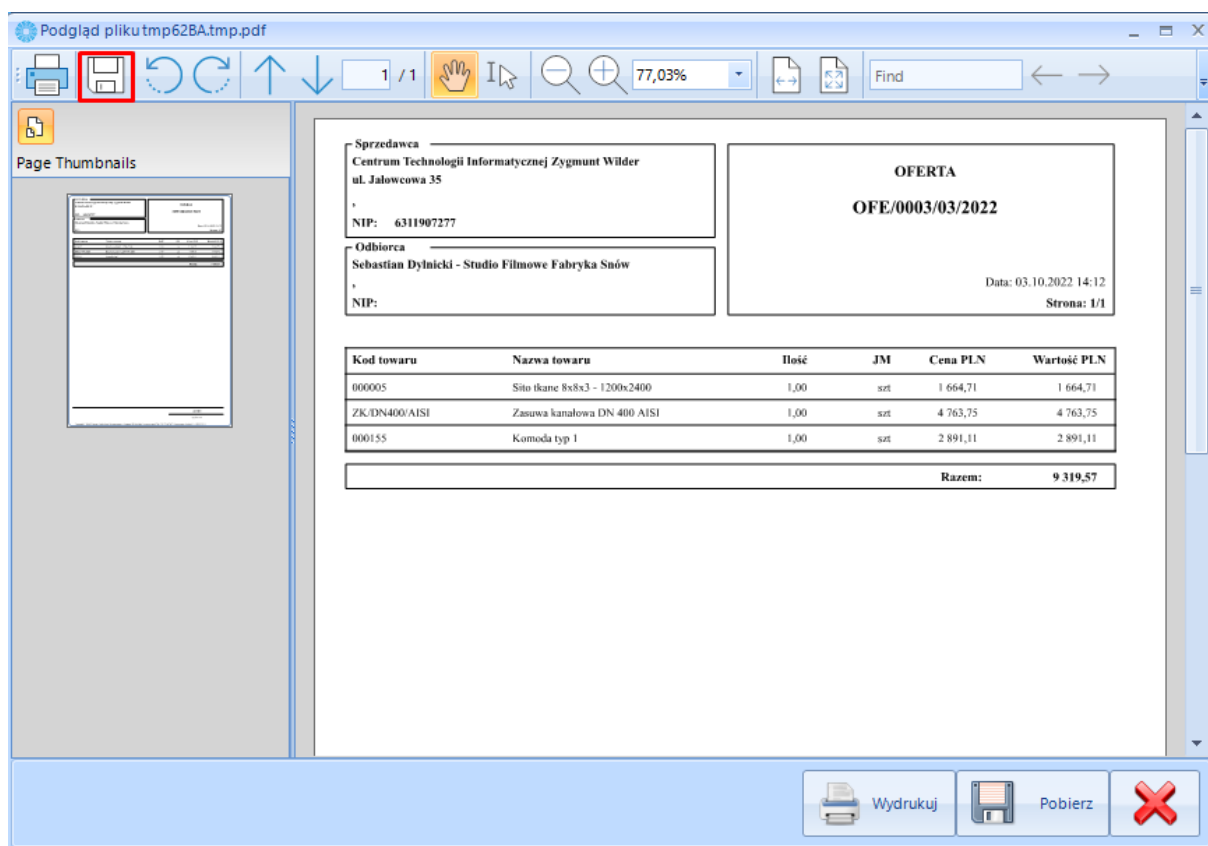 Podgląd pliku tmp62BA.tmp.pdf
1 / 1
77,03%
Find
Page Thumbnails
Sprzedawca
Centrum Technologii Informatycznej Zygmunt Wilder
ul. Jałowcowa 35
,
NIP: 6311907277
Odbiorca
Sebastian Dylnicki - Studio Filmowe Fabryka Snów
,
NIP:
OFERTA
OFE/0003/03/2022
Data: 03.10.2022 14:12
Strona: 1/1
Kod towaru Nazwa towaru Ilość JM Cena PLN Wartość PLN
000005 Sito tkane 8x8x3 - 1200x2400 1,00 szt 1 664,71 1 664,71
ZK/DN400/AISI Zasuwa kanałowa DN 400 AISI 1,00 szt 4 763,75 4 763,75
000155 Komoda typ 1 1,00 szt 2 891,11 2 891,11
Razem: 9 319,57
Wydrukuj
Pobierz